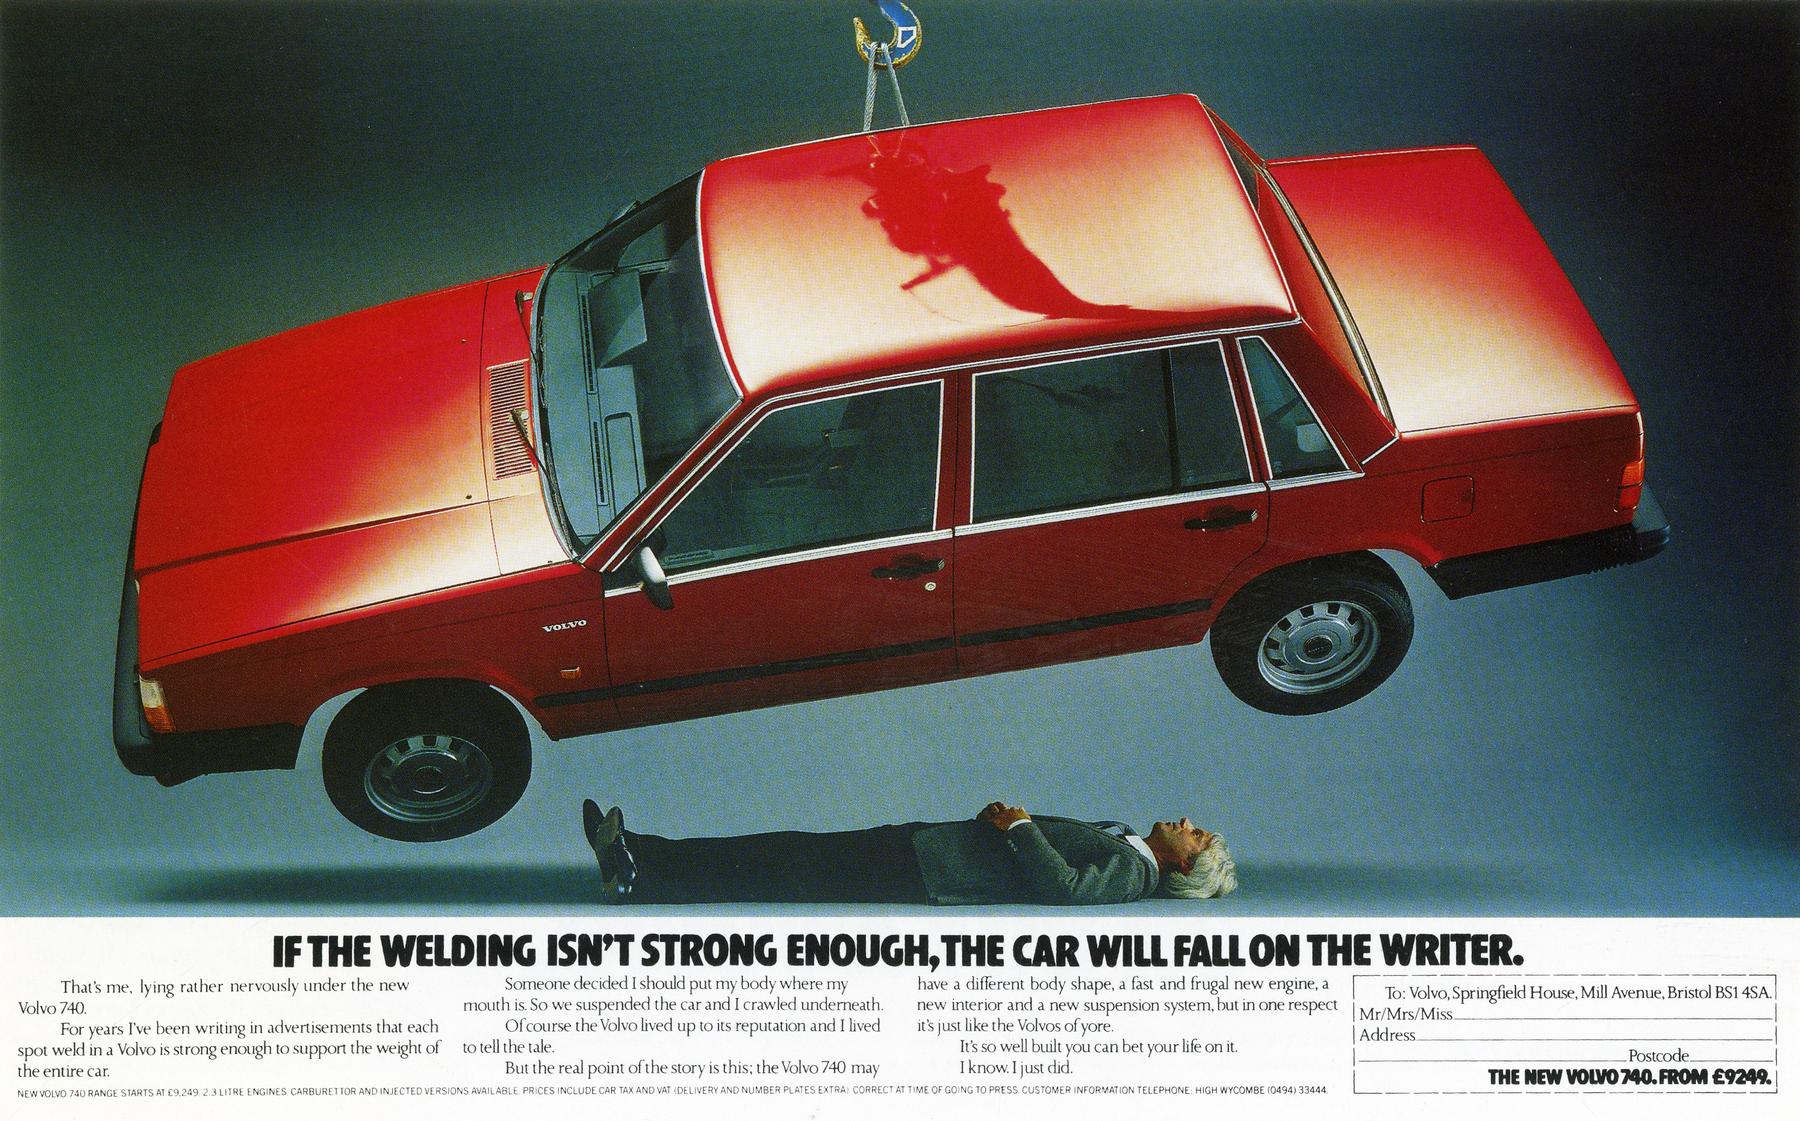 VOLVO
IF THE WELDING ISN'T STRONG ENOUGH, THE CAR WILL FALL ON THE WRITER.
That's me, lying rather nervously under the new
Volvo 740.
For years I've been writing in advertisements that each
spot weld in a Volvo is strong enough to support the weight of
the entire car.
Someone decided I should put my body where my
mouth is. So we suspended the car and I crawled underneath.
Of course the Volvo lived up to its reputation and I lived
to tell the tale.
But the real point of the story is this; the Volvo 740 may
have a different body shape, a fast and frugal new engine, a
new interior and a new suspension system, but in one respect
it's just like the Volvos of yore.
It's so well built you can bet your life on it.
I know. I just did.
To: Volvo, Springfield House, Mill Avenue, Bristol BS1 4SA.
Mr/Mrs/Miss
Address
Postcode
THE NEW VOLVO 740. FROM £9249.
NEW VOLVO 740 RANGE STARTS AT £9,249. 2.3 LITRE ENGINES. CARBURETTOR AND INJECTED VERSIONS AVAILABLE. PRICES INCLUDE CAR TAX AND VAT (DELIVERY AND NUMBER PLATES EXTRA). CORRECT AT TIME OF GOING TO PRESS. CUSTOMER INFORMATION TELEPHONE: HIGH WYCOMBE (0494) 33444.